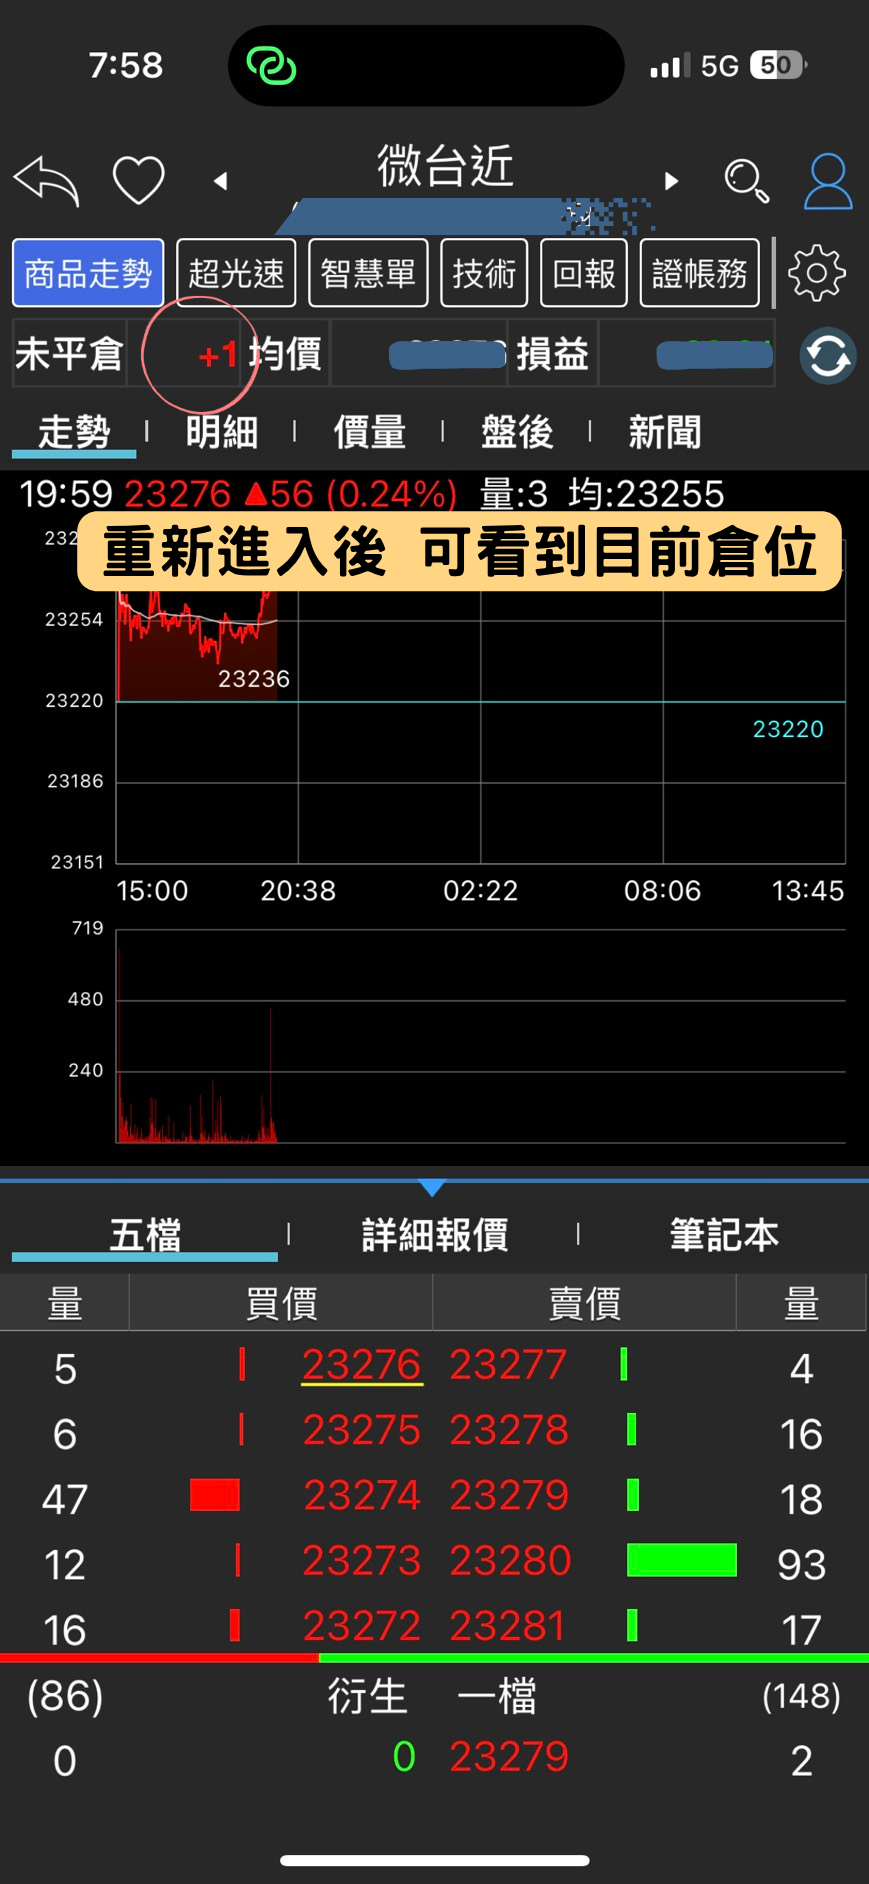 7:58 5G 50
微台近
商品走勢 超光速 智慧單 技術 回報 證帳務
未平倉 +1 均價 損益
走勢 明細 價量 盤後 新聞
19:59 23276 ▲56 (0.24%) 量:3 均:23255
重新進入後 可看到目前倉位
23254
23236
23220
23220
23186
23151
15:00 20:38 02:22 08:06 13:45
719
480
240
五檔 詳細報價 筆記本
量 買價 賣價 量
5 23276 23277 4
6 23275 23278 16
47 23274 23279 18
12 23273 23280 93
16 23272 23281 17
(86) 衍生 一檔 (148)
0 0 23279 2